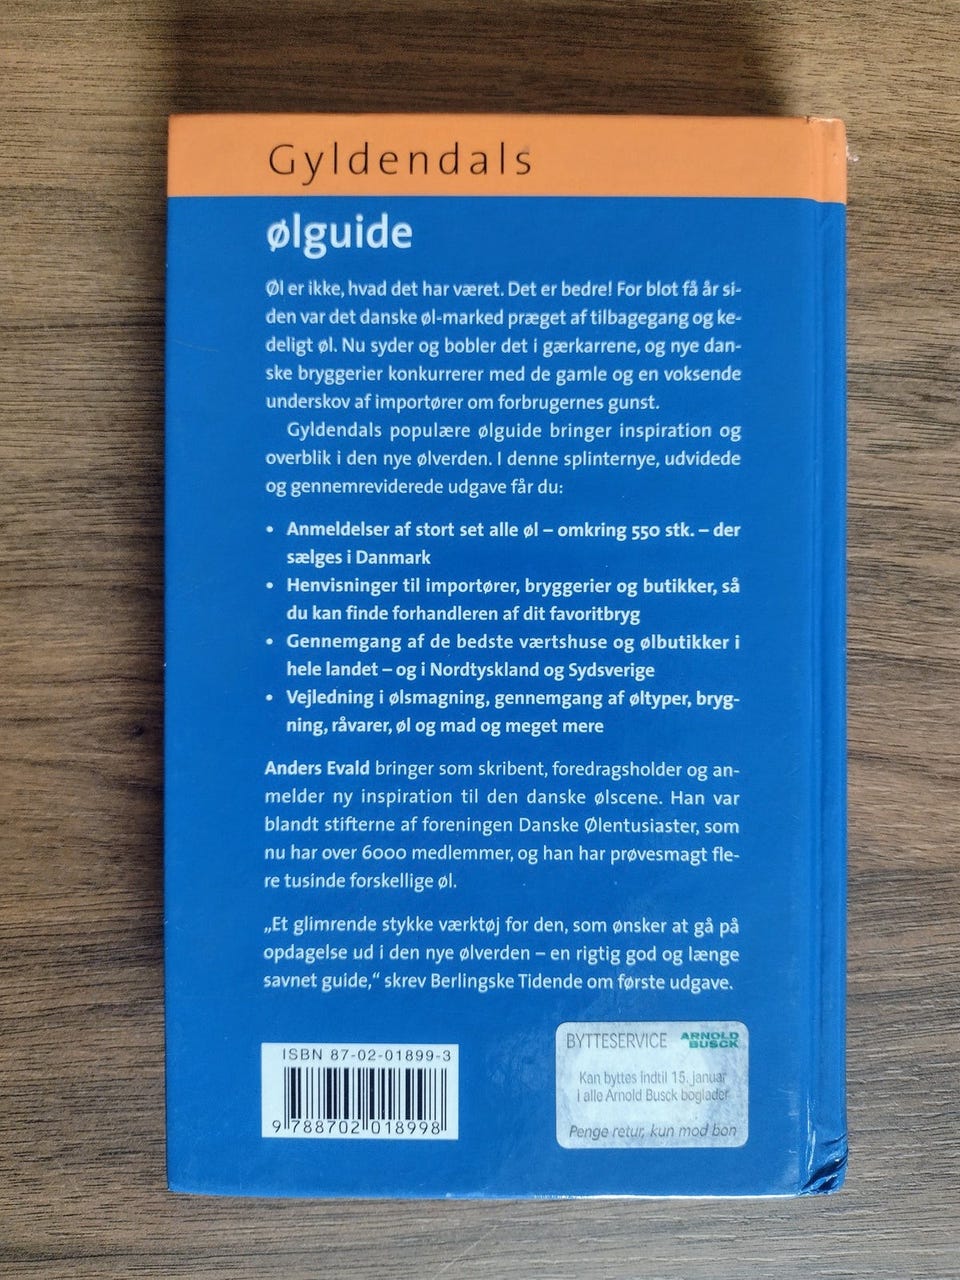 Gyldendals
ølguide
Øl er ikke, hvad det har været. Det er bedre! For blot få år si-
den var det danske øl-marked præget af tilbagegang og ke-
deligt øl. Nu syder og bobler det i gærkarrene, og nye dan-
ske bryggerier konkurrerer med de gamle og en voksende
underskov af importører om forbrugernes gunst.
Gyldendals populære ølguide bringer inspiration og
overblik i den nye ølverden. I denne splinternye, udvidede
og gennemreviderede udgave får du:
• Anmeldelser af stort set alle øl – omkring 550 stk. – der
sælges i Danmark
• Henvisninger til importører, bryggerier og butikker, så
du kan finde forhandleren af dit favoritbryg
• Gennemgang af de bedste værtshuse og ølbutikker i
hele landet – og i Nordtyskland og Sydsverige
• Vejledning i ølsmagning, gennemgang af øltyper, bryg-
ning, råvarer, øl og mad og meget mere
Anders Evald bringer som skribent, foredragsholder og an-
melder ny inspiration til den danske ølscene. Han var
blandt stifterne af foreningen Danske Ølentusiaster, som
nu har over 6000 medlemmer, og han har prøvesmagt fle-
re tusinde forskellige øl.
„Et glimrende stykke værktøj for den, som ønsker at gå på
opdagelse ud i den nye ølverden – en rigtig god og længe
savnet guide,“ skrev Berlingske Tidende om første udgave.
ISBN 87-02-01899-3
9 788702 018998
BYTTESERVICE ARNOLD BUSCK
Kan byttes indtil 15. januar
I alle Arnold Busck boglader
Penge retur, kun mod bon